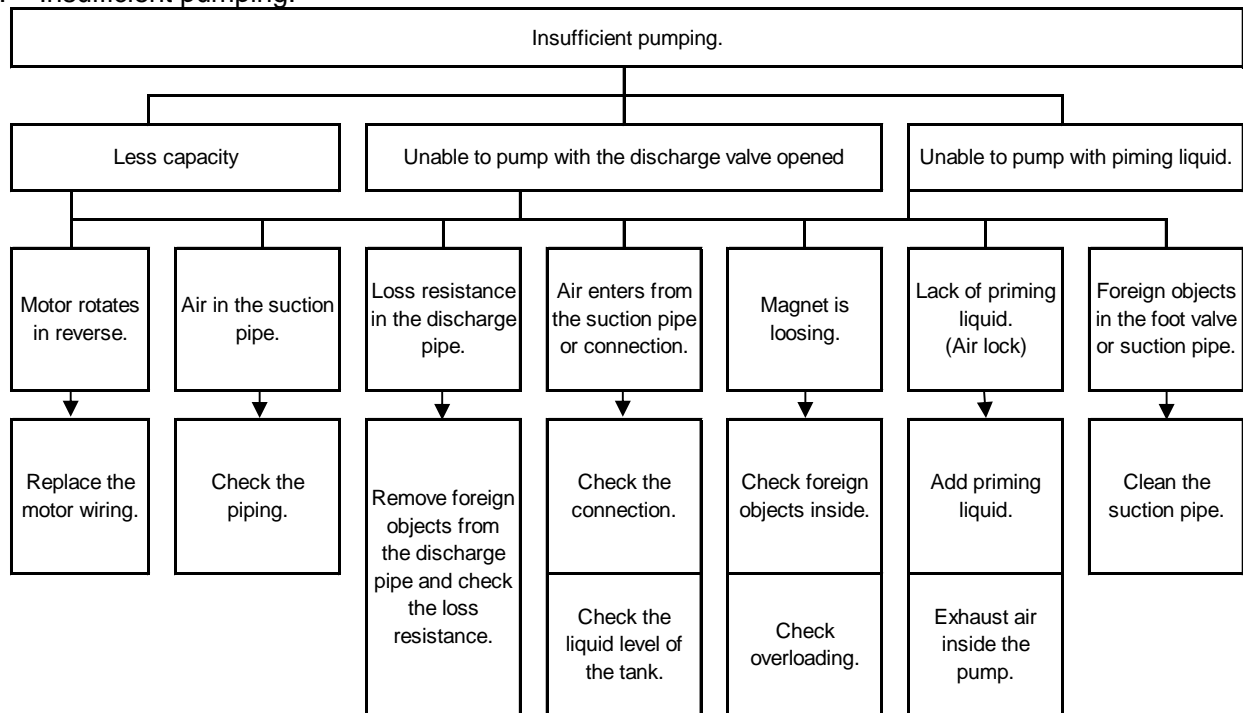 Insufficient pumping.
Insufficient pumping.
Less capacity
Unable to pump with the discharge valve opened
Unable to pump with piming liquid.
Motor rotates
in reverse.
Air in the suction
pipe.
Loss resistance
in the discharge
pipe.
Air enters from
the suction pipe
or connection.
Magnet is
loosing.
Lack of priming
liquid.
(Air lock)
Foreign objects
in the foot valve
or suction pipe.
Replace the
motor wiring.
Check the
piping.
Remove foreign
objects from
the discharge
pipe and check
the loss
resistance.
Check the
connection.
Check the
liquid level of
the tank.
Check foreign
objects inside.
Check
overloading.
Add priming
liquid.
Exhaust air
inside the
pump.
Clean the
suction pipe.